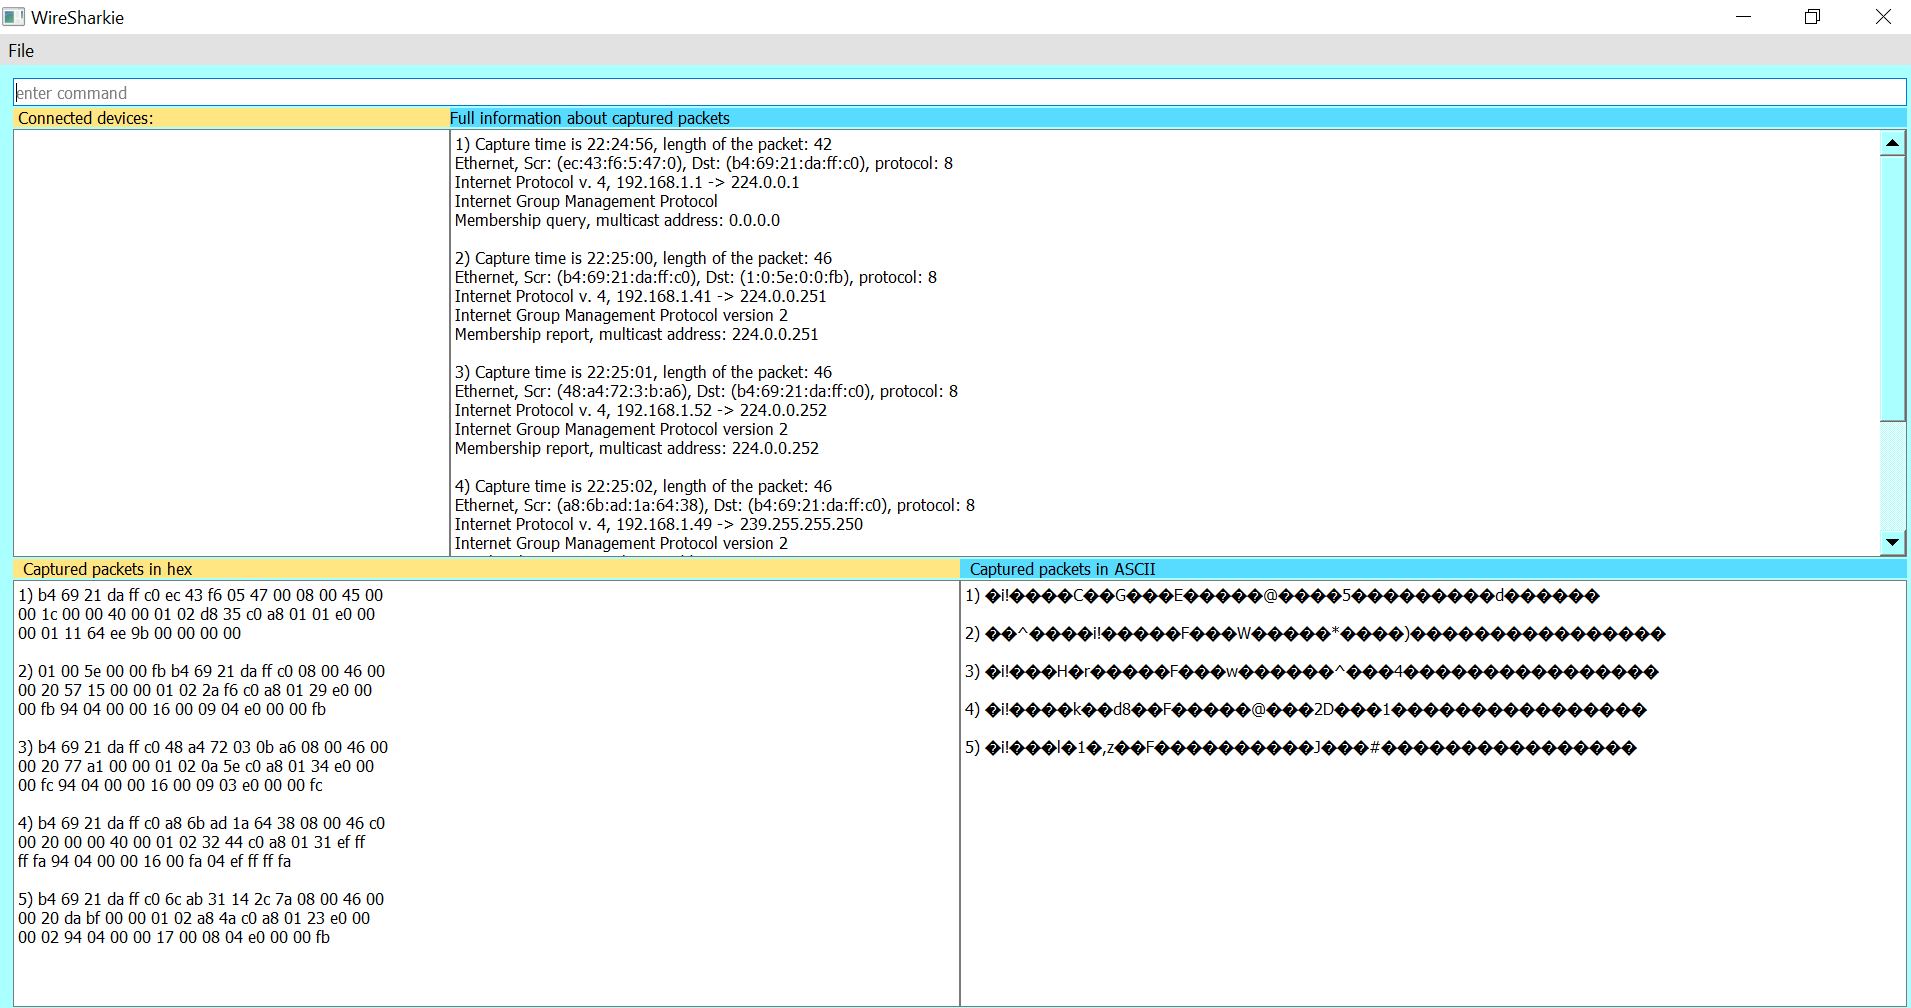 WireSharkie
File
enter command
Connected devices:
Full information about captured packets
1) Capture time is 22:24:56, length of the packet: 42
Ethernet, Scr: (ec:43:f6:5:47:0), Dst: (b4:69:21:da:ff:c0), protocol: 8
Internet Protocol v. 4, 192.168.1.1 -> 224.0.0.1
Internet Group Management Protocol
Membership query, multicast address: 0.0.0.0
2) Capture time is 22:25:00, length of the packet: 46
Ethernet, Scr: (b4:69:21:da:ff:c0), Dst: (1:0:5e:0:0:fb), protocol: 8
Internet Protocol v. 4, 192.168.1.41 -> 224.0.0.251
Internet Group Management Protocol version 2
Membership report, multicast address: 224.0.0.251
3) Capture time is 22:25:01, length of the packet: 46
Ethernet, Scr: (48:a4:72:3:b:a6), Dst: (b4:69:21:da:ff:c0), protocol: 8
Internet Protocol v. 4, 192.168.1.52 -> 224.0.0.252
Internet Group Management Protocol version 2
Membership report, multicast address: 224.0.0.252
4) Capture time is 22:25:02, length of the packet: 46
Ethernet, Scr: (a8:6b:ad:1a:64:38), Dst: (b4:69:21:da:ff:c0), protocol: 8
Internet Protocol v. 4, 192.168.1.49 -> 239.255.255.250
Internet Group Management Protocol version 2
Captured packets in hex
1) b4 69 21 da ff c0 ec 43 f6 05 47 00 08 00 45 00
00 1c 00 00 40 00 01 02 d8 35 c0 a8 01 01 e0 00
00 01 11 64 ee 9b 00 00 00 00
2) 01 00 5e 00 00 fb b4 69 21 da ff c0 08 00 46 00
00 20 57 15 00 00 01 02 2a f6 c0 a8 01 29 e0 00
00 fb 94 04 00 00 16 00 09 04 e0 00 00 fb
3) b4 69 21 da ff c0 48 a4 72 03 0b a6 08 00 46 00
00 20 77 a1 00 00 01 02 0a 5e c0 a8 01 34 e0 00
00 fc 94 04 00 00 16 00 09 03 e0 00 00 fc
4) b4 69 21 da ff c0 a8 6b ad 1a 64 38 08 00 46 c0
00 20 00 00 40 00 01 02 32 44 c0 a8 01 31 ef ff
ff fa 94 04 00 00 16 00 fa 04 ef ff ff fa
5) b4 69 21 da ff c0 6c ab 31 14 2c 7a 08 00 46 00
00 20 da bf 00 00 01 02 a8 4a c0 a8 01 23 e0 00
00 02 94 04 00 00 17 00 08 04 e0 00 00 fb
Captured packets in ASCII
1) �i!����C��G���E�����@����5���������d������
2) ��^����i!�����F���W�����*����)��������������������
3) �i!���H�r�����F���w������^���4��������������������
4) �i!����k��d8��F�����@���2D���1��������������������
5) �i!���l�1�,z��F����������J���#��������������������